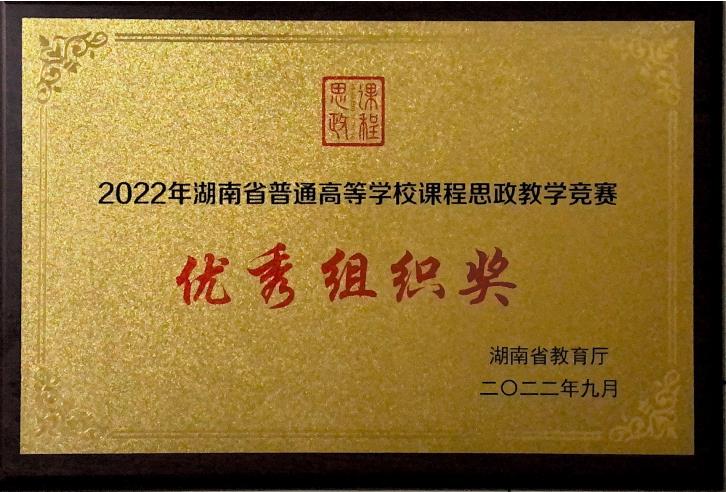 课程
思政
2022年湖南省普通高等学校课程思政教学竞赛
优秀组织奖
湖南省教育厅
二〇二二年九月